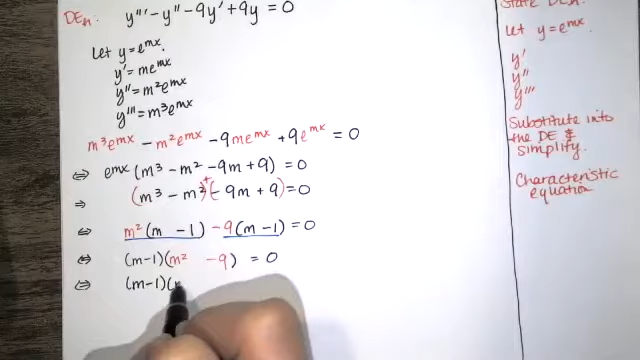 DEn: y''' - y'' - 9y' + 9y = 0
Let y = e^mx.
y' = me^mx
y'' = m²e^mx
y''' = m³e^mx
m³e^mx - m²e^mx - 9me^mx + 9e^mx = 0
⇔ e^mx (m³ - m² - 9m + 9) = 0
⇒ (m³ - m²) + (-9m + 9) = 0
⇔ m² (m - 1) - 9 (m - 1) = 0
⇔ (m-1)(m² - 9) = 0
⇔ (m-1)(
State DEn.
Let y = e^mx.
y'
y''
y'''
Substitute into
the DE &
simplify.
Characteristic
equation